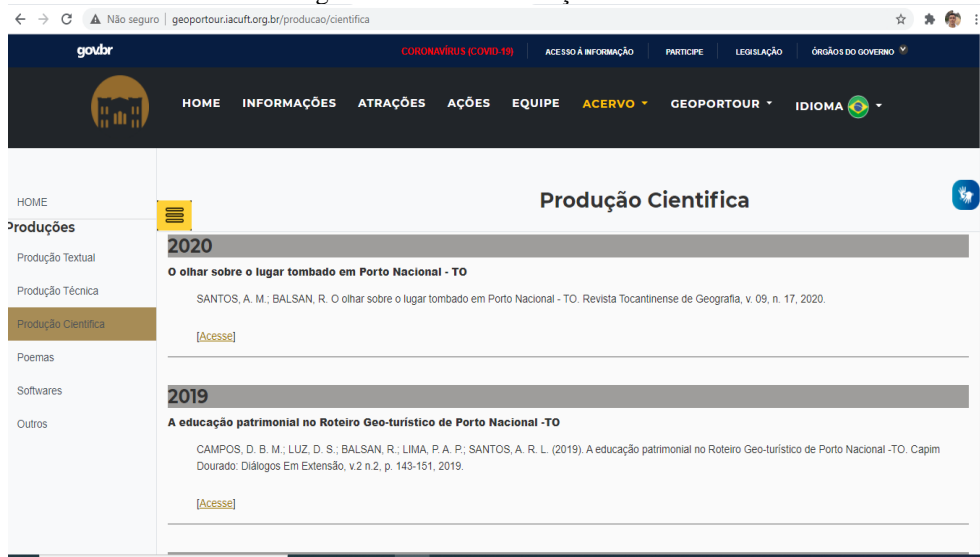 Não seguro | geoportour.iacuft.org.br/producao/cientifica
govbr CORONAVÍRUS (COVID-19) ACESSO Á INFORMAÇÃO PARTICIPE LEGISLAÇÃO ÓRGÃOS DO GOVERNO
HOME INFORMAÇÕES ATRAÇÕES AÇÕES EQUIPE ACERVO GEOPORTOUR IDIOMA
HOME
Produções
Produção Textual
Produção Técnica
Produção Cientifica
Poemas
Softwares
Outros
Produção Cientifica
2020
O olhar sobre o lugar tombado em Porto Nacional - TO
SANTOS, A. M.; BALSAN, R. O olhar sobre o lugar tombado em Porto Nacional - TO. Revista Tocantinense de Geografia, v. 09, n. 17, 2020.
[Acesse]
2019
A educação patrimonial no Roteiro Geo-turístico de Porto Nacional -TO
CAMPOS, D. B. M.; LUZ, D. S.; BALSAN, R.; LIMA, P. A. P.; SANTOS, A. R. L. (2019). A educação patrimonial no Roteiro Geo-turístico de Porto Nacional -TO. Capim
Dourado: Diálogos Em Extensão, v.2 n.2, p. 143-151, 2019.
[Acesse]